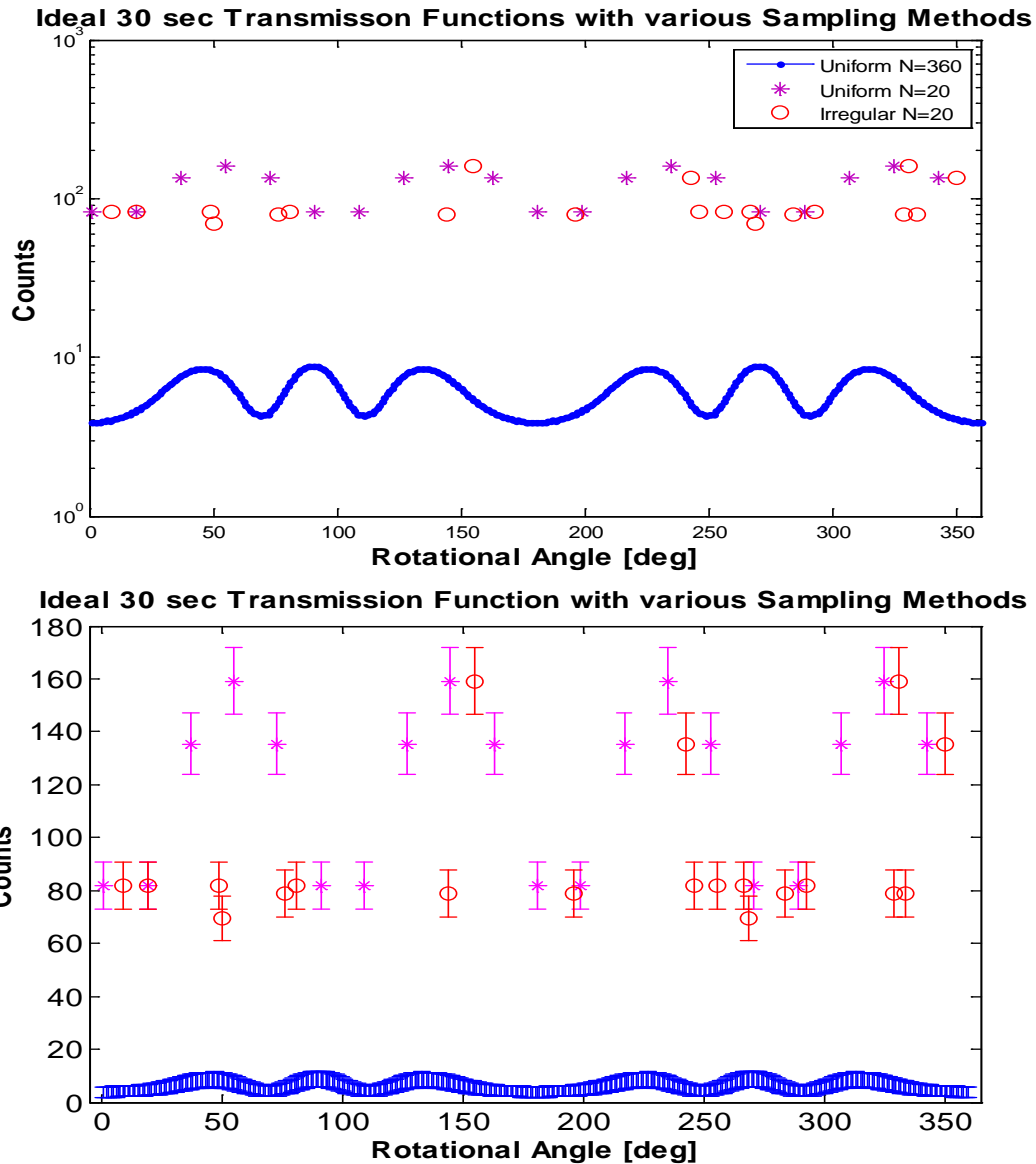 Ideal 30 sec Transmisson Functions with various Sampling Methods
10^3
Uniform N=360
Uniform N=20
Irregular N=20
10^2
Counts
10^1
10^0
0 50 100 150 200 250 300 350
Rotational Angle [deg]
Ideal 30 sec Transmission Function with various Sampling Methods
180
160
140
120
100
Counts
80
60
40
20
0
0 50 100 150 200 250 300 350
Rotational Angle [deg]